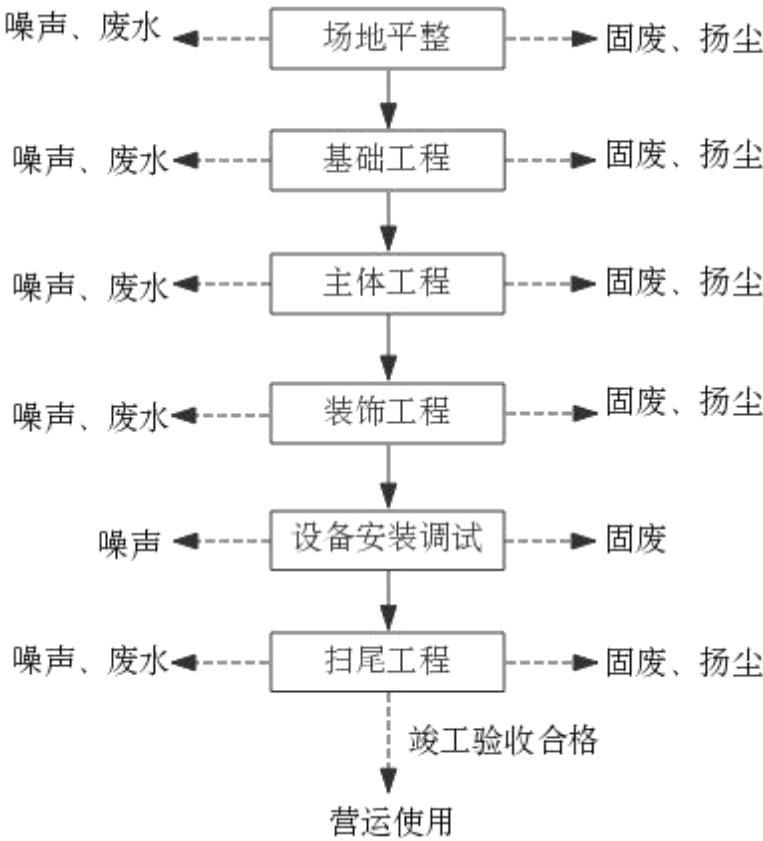 噪声、废水
场地平整
固废、扬尘
噪声、废水
基础工程
固废、扬尘
噪声、废水
主体工程
固废、扬尘
噪声、废水
装饰工程
固废、扬尘
噪声
设备安装调试
固废
噪声、废水
扫尾工程
固废、扬尘
竣工验收合格
营运使用